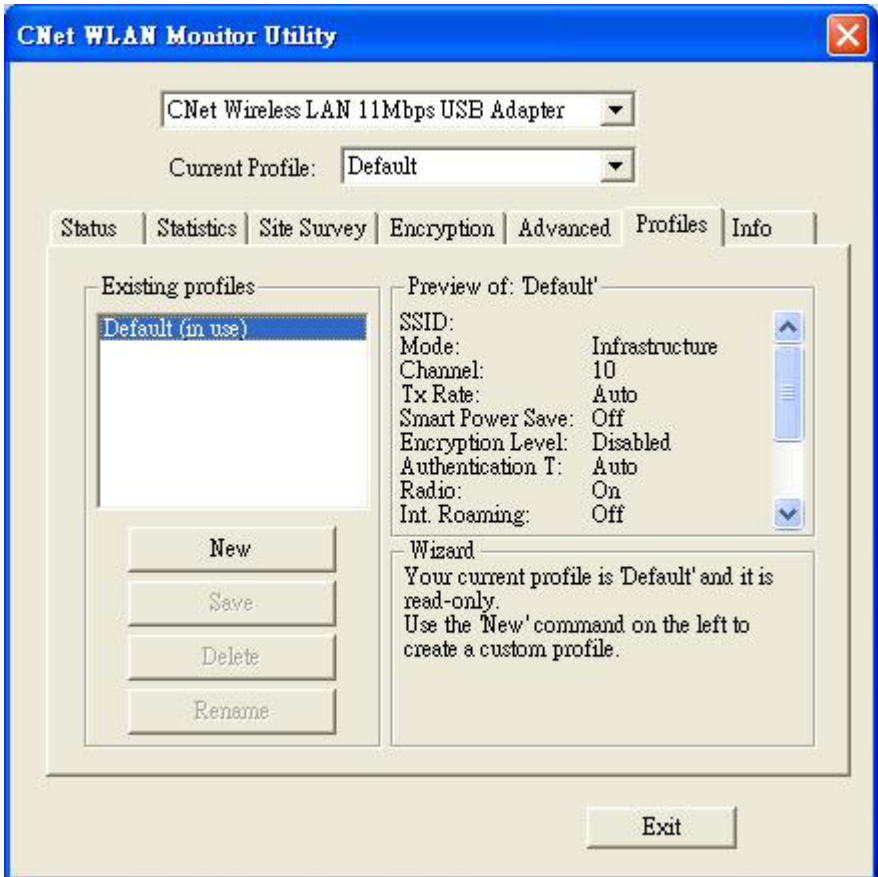 CNet WLAN Monitor Utility
CNet Wireless LAN 11Mbps USB Adapter
Current Profile: Default
Status Statistics Site Survey Encryption Advanced Profiles Info
Existing profiles
Default (in use)
New
Save
Delete
Rename
Preview of: 'Default'
SSID:
Mode: Infrastructure
Channel: 10
Tx Rate: Auto
Smart Power Save: Off
Encryption Level: Disabled
Authentication T: Auto
Radio: On
Int. Roaming: Off
Wizard
Your current profile is 'Default' and it is
read-only.
Use the 'New' command on the left to
create a custom profile.
Exit